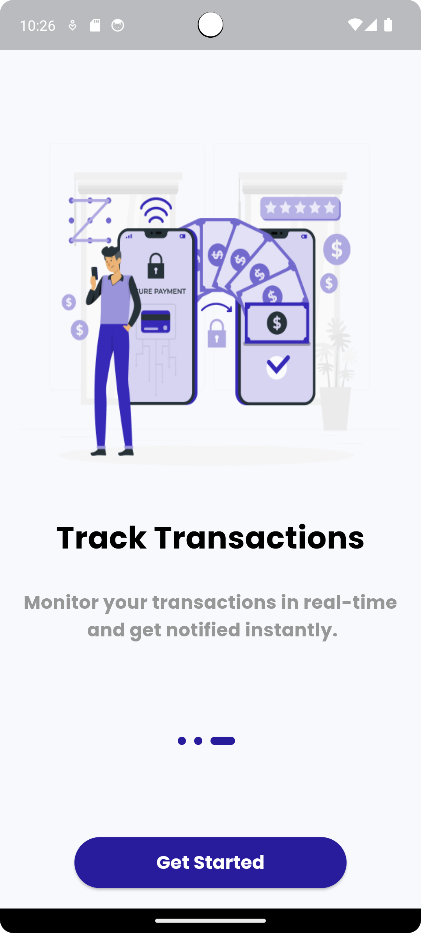 10:26
URE PAYMENT
Track Transactions
Monitor your transactions in real-time
and get notified instantly.
Get Started